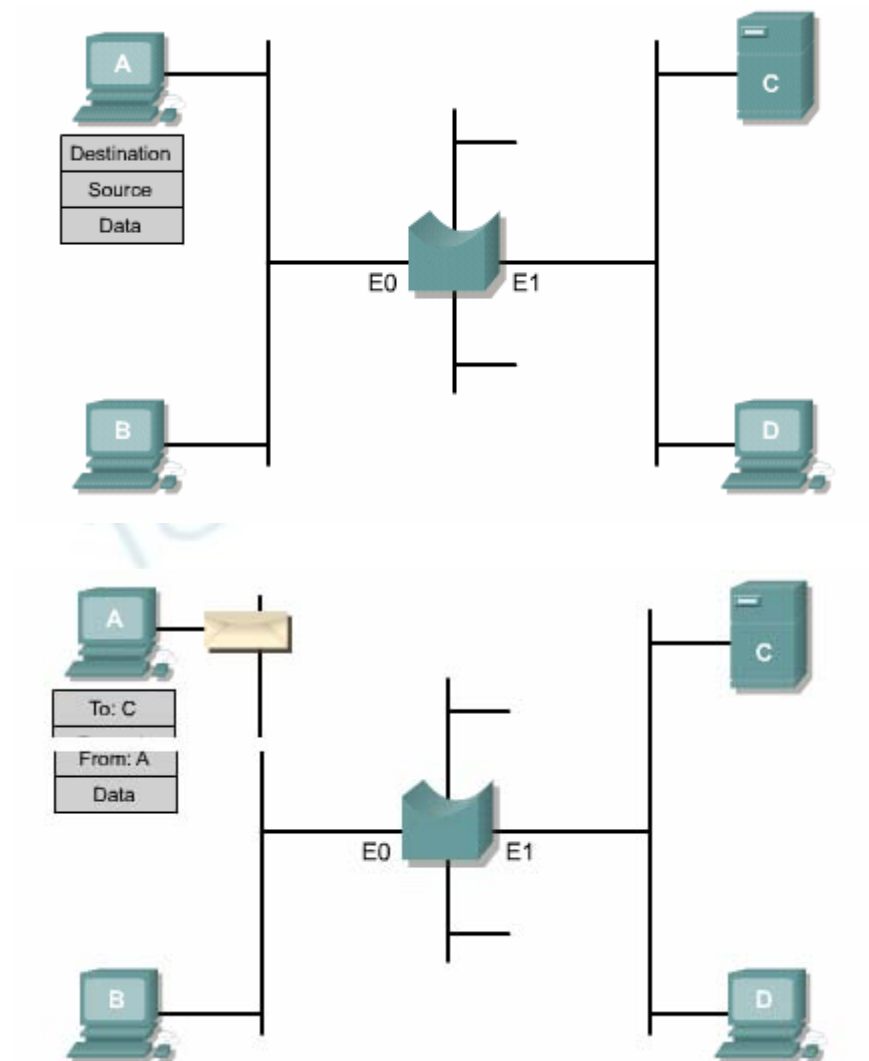 A
C
Destination
Source
Data
E0
E1
B
D
A
C
To: C
From: A
Data
E0
E1
B
D